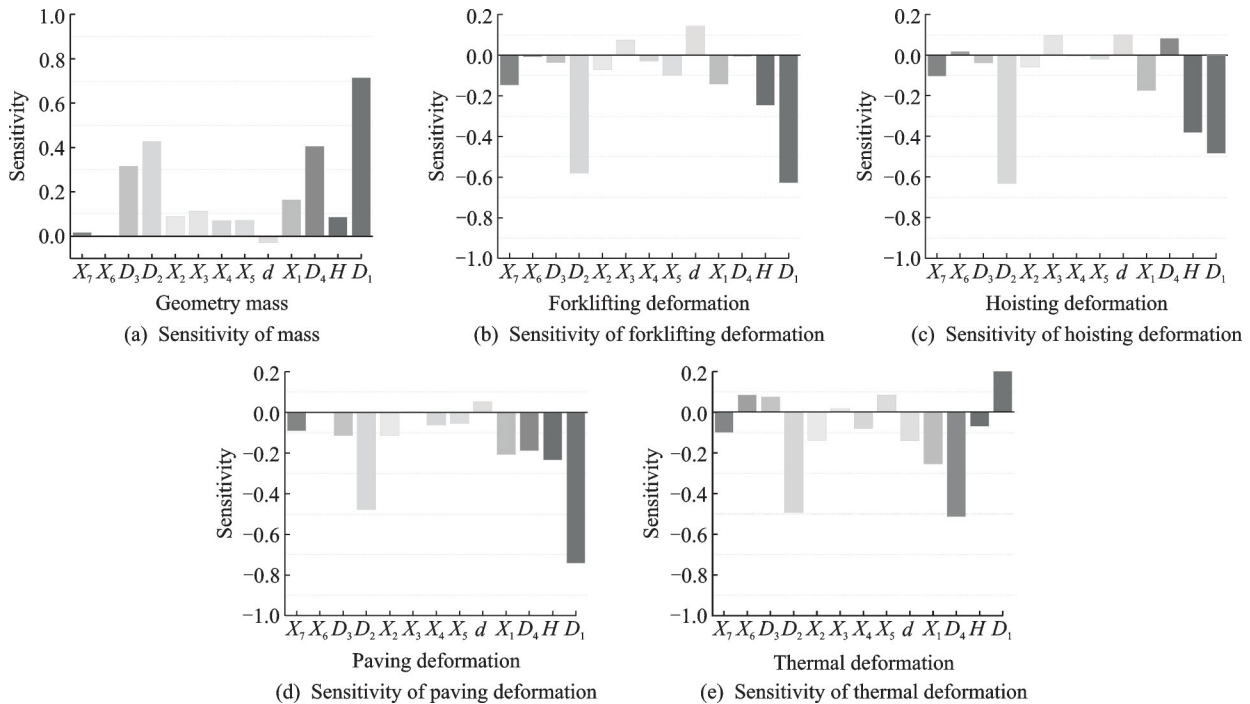 1.0
0.8
0.6
0.4
0.2
0.0
Sensitivity
X₇ X₆ D₃ D₂ X₂ X₃ X₄ X₅ d X₁ D₄ H D₁
Geometry mass
(a) Sensitivity of mass
0.2
0.0
−0.2
−0.4
−0.6
−0.8
−1.0
Sensitivity
X₇ X₆ D₃ D₂ X₂ X₃ X₄ X₅ d X₁ D₄ H D₁
Forklifting deformation
(b) Sensitivity of forklifting deformation
0.2
0.0
−0.2
−0.4
−0.6
−0.8
−1.0
Sensitivity
X₇ X₆ D₃ D₂ X₂ X₃ X₄ X₅ d X₁ D₄ H D₁
Hoisting deformation
(c) Sensitivity of hoisting deformation
0.2
0.0
−0.2
−0.4
−0.6
−0.8
−1.0
Sensitivity
X₇ X₆ D₃ D₂ X₂ X₃ X₄ X₅ d X₁ D₄ H D₁
Paving deformation
(d) Sensitivity of paving deformation
0.2
0.0
−0.2
−0.4
−0.6
−0.8
−1.0
Sensitivity
X₇ X₆ D₃ D₂ X₂ X₃ X₄ X₅ d X₁ D₄ H D₁
Thermal deformation
(e) Sensitivity of thermal deformation